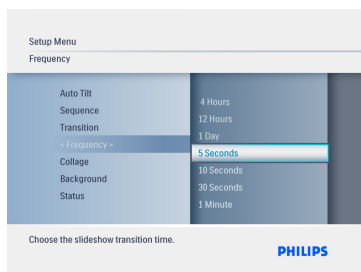 Setup Menu
Frequency
Auto Tilt
Sequence
Transition
< Frequency >
Collage
Background
Status
4 Hours
12 Hours
1 Day
5 Seconds
10 Seconds
30 Seconds
1 Minute
Choose the slideshow transition time.
PHILIPS